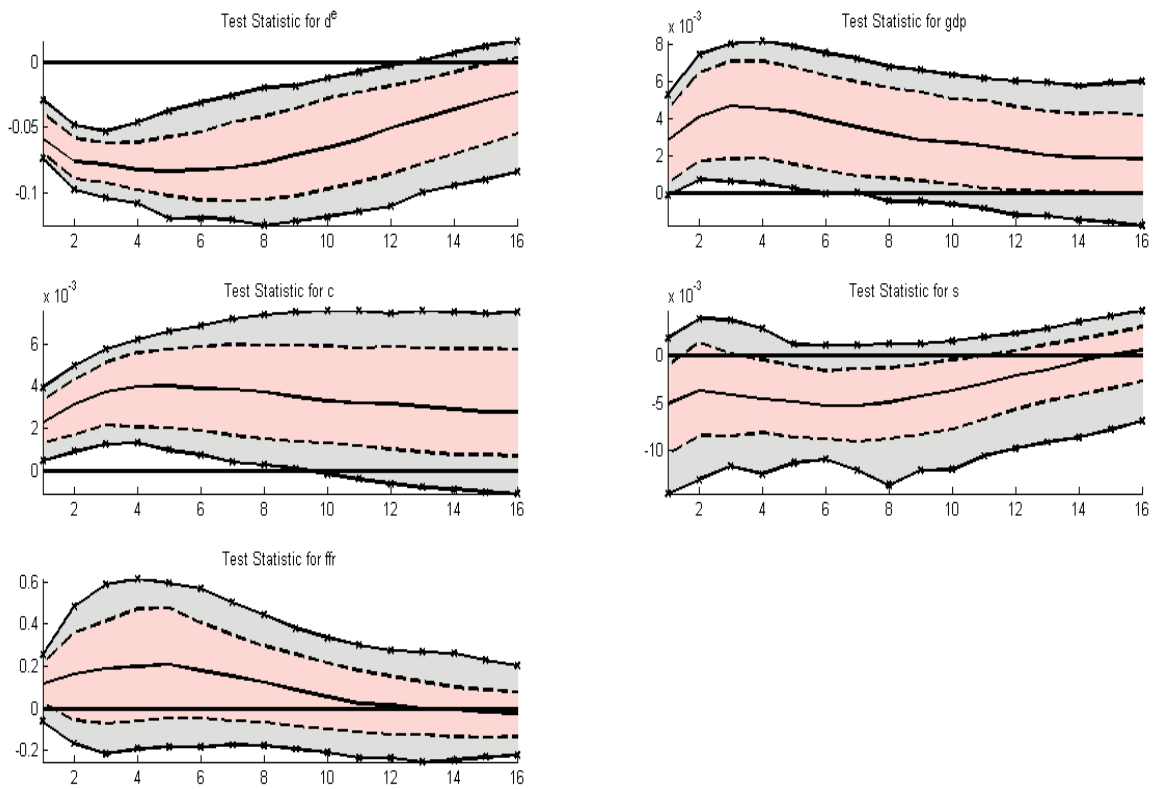 Test Statistic for dᵉ
0
-0.05
-0.1
2 4 6 8 10 12 14 16
Test Statistic for gdp
x 10⁻³
8
6
4
2
0
2 4 6 8 10 12 14 16
Test Statistic for c
x 10⁻³
6
4
2
0
2 4 6 8 10 12 14 16
Test Statistic for s
x 10⁻³
0
-5
-10
2 4 6 8 10 12 14 16
Test Statistic for ffr
0.6
0.4
0.2
0
-0.2
2 4 6 8 10 12 14 16